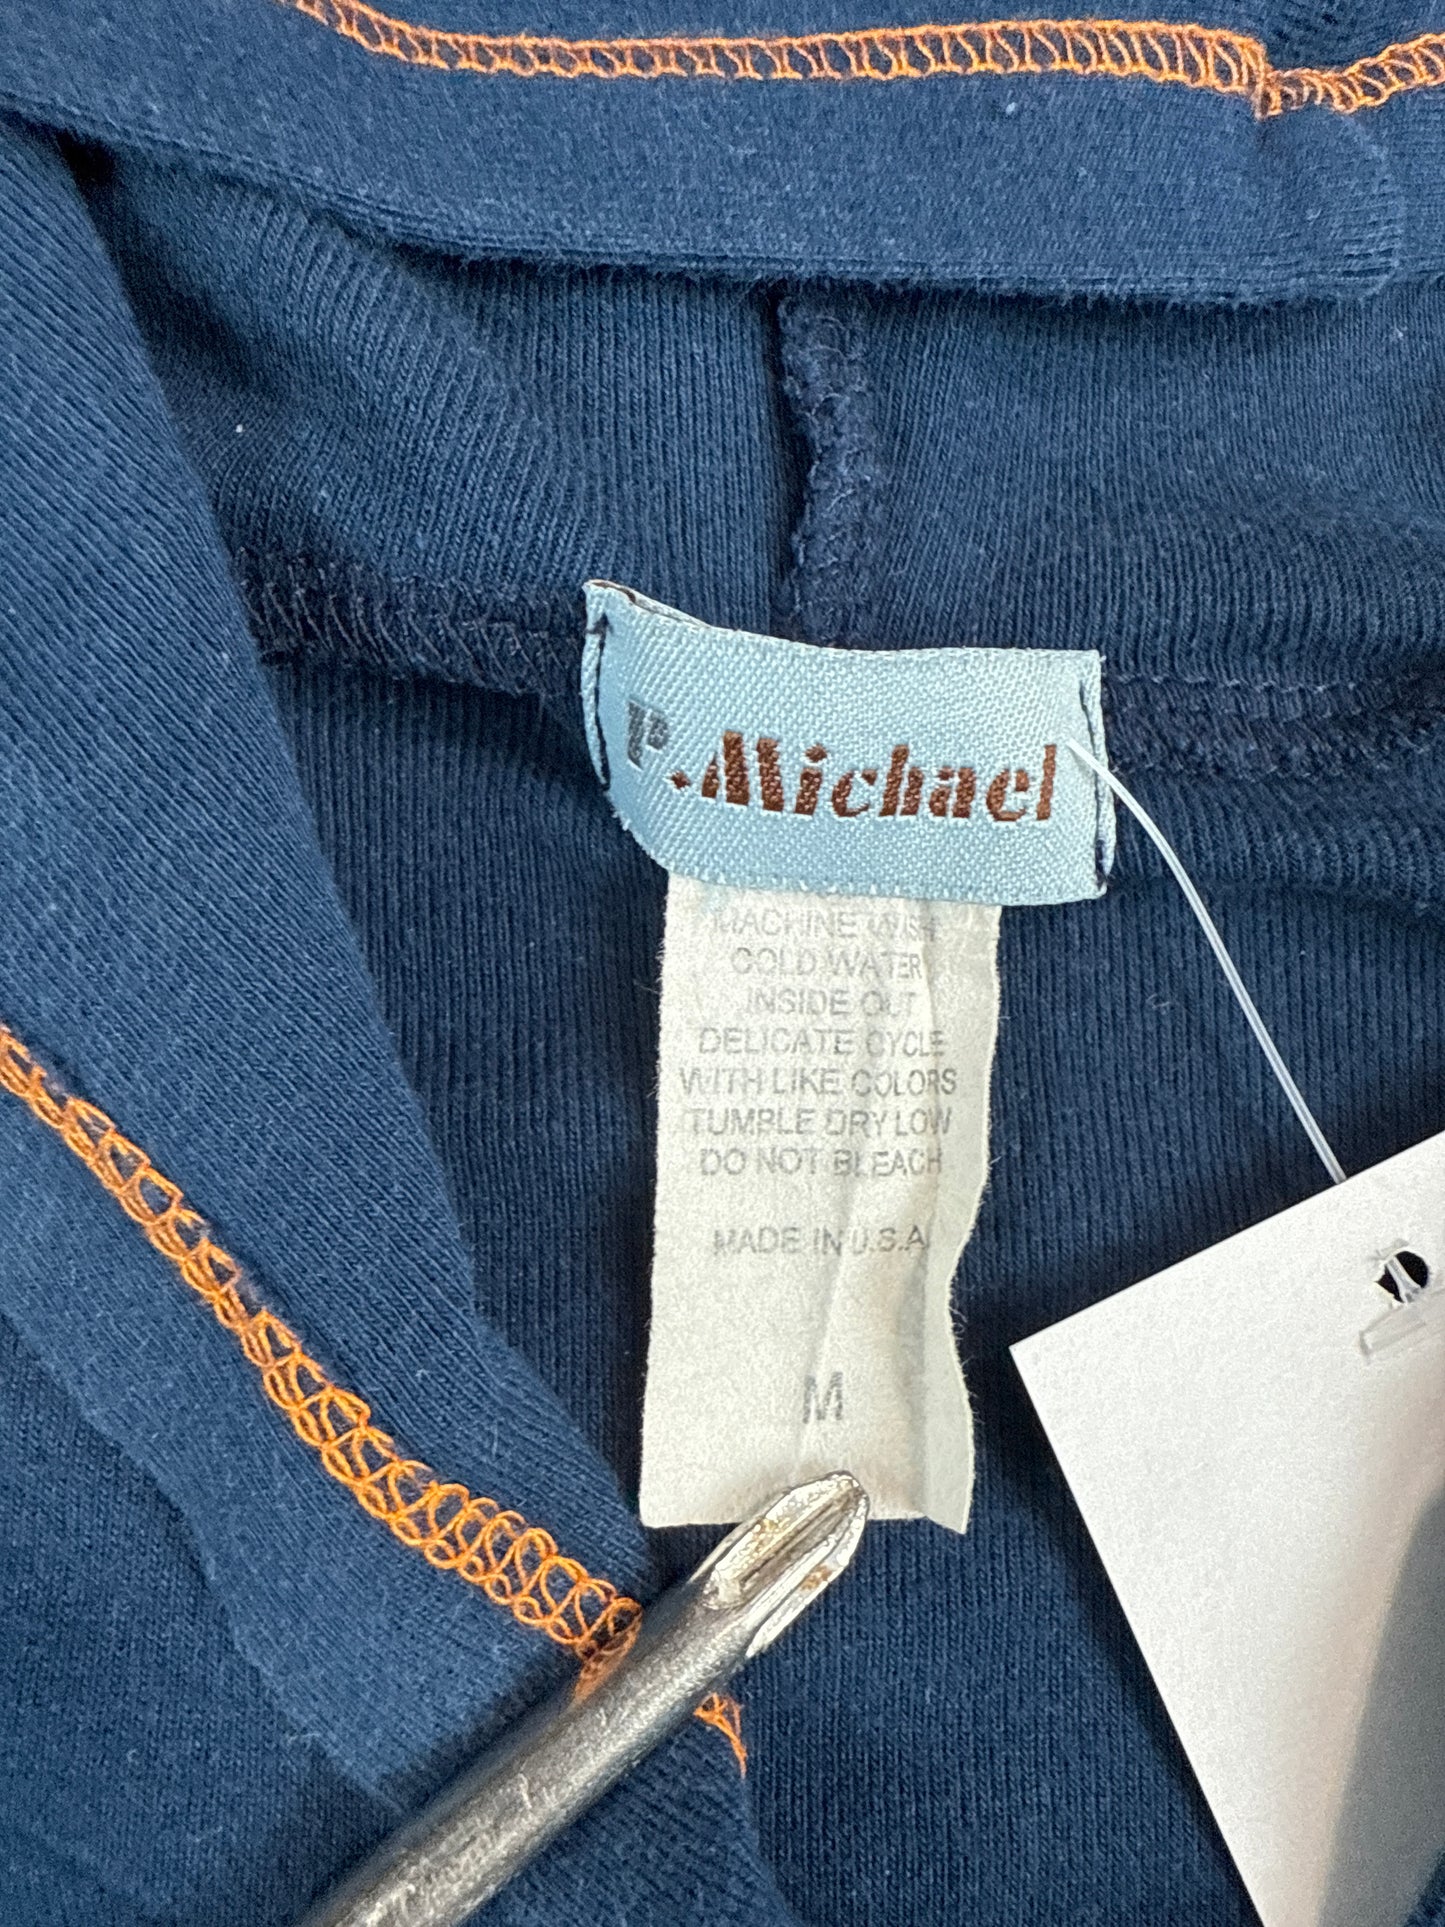 P.Michael
MACHINE WASH
COLD WATER
INSIDE OUT
DELICATE CYCLE
WITH LIKE COLORS
TUMBLE DRY LOW
DO NOT BLEACH
MADE IN U.S.A
M